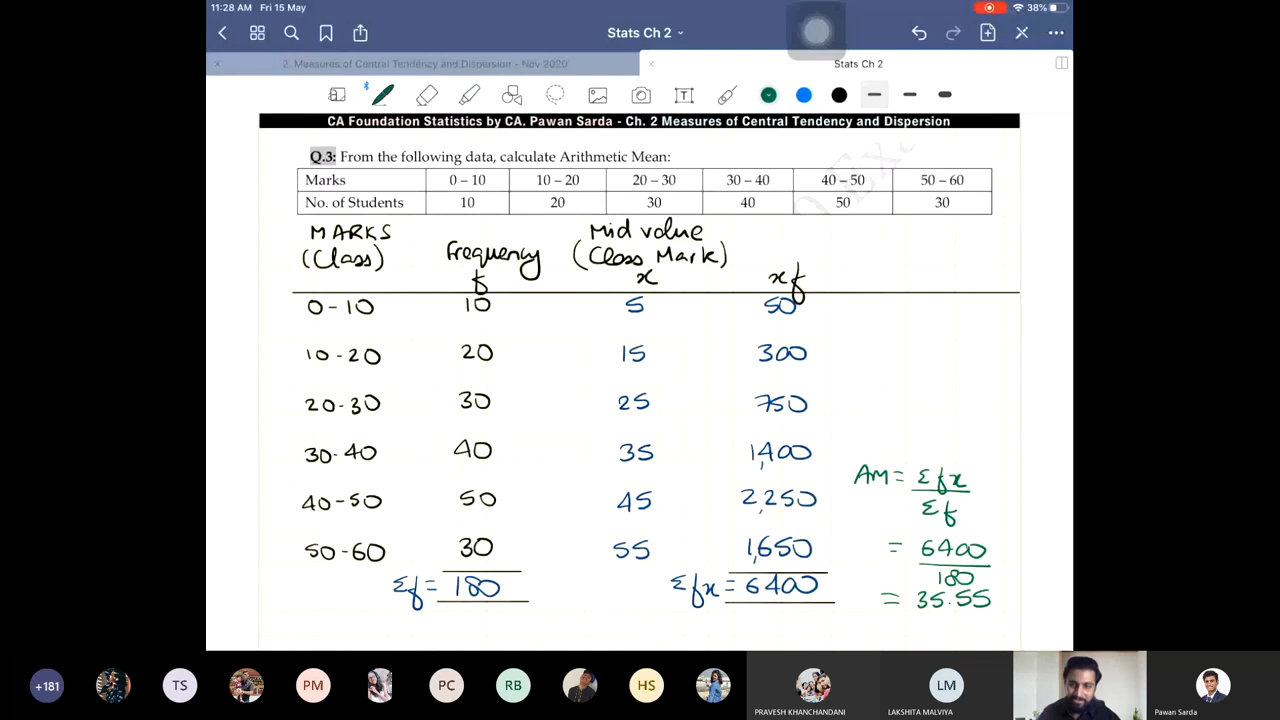 11:28 AM Fri 15 May
38%
Stats Ch 2
2. Measures of Central Tendency and Dispersion - Nov 2020
Stats Ch 2
CA Foundation Statistics by CA. Pawan Sarda - Ch. 2 Measures of Central Tendency and Dispersion
Q.3: From the following data, calculate Arithmetic Mean:
Marks 0 – 10 10 – 20 20 – 30 30 – 40 40 – 50 50 – 60
No. of Students 10 20 30 40 50 30
MARKS (Class)
Frequency f
Mid value (Class Mark) x
xf
0-10 10 5 50
10-20 20 15 300
20-30 30 25 750
30-40 40 35 1,400
40-50 50 45 2,250
50-60 30 55 1,650
Σf = 180 Σfx = 6400
AM = Σfx / Σf
= 6400 / 180
= 35.55
+181
TS
PM
PC
RB
HS
LM
PRAVESH KHANCHANDANI
LAKSHITA MALVIYA
Pawan Sarda